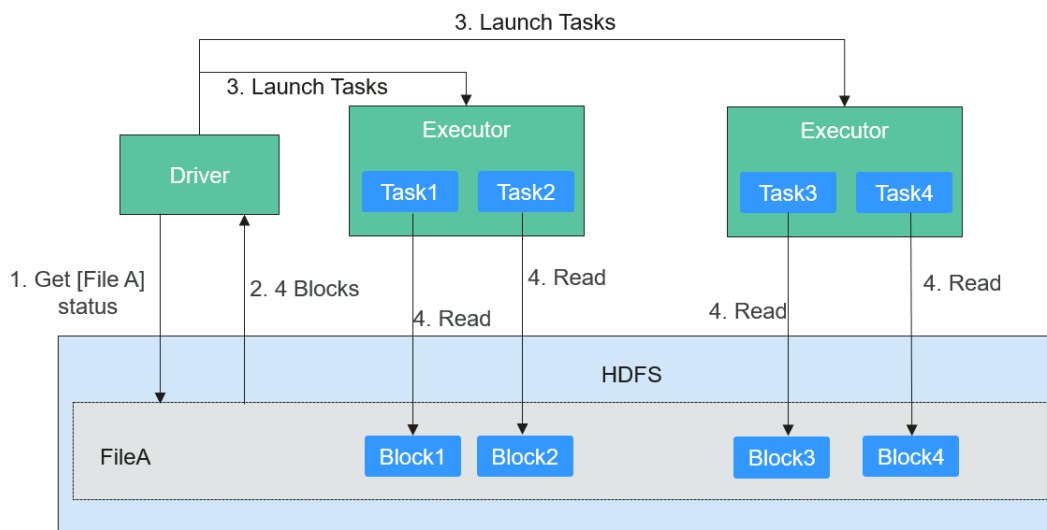 3. Launch Tasks
3. Launch Tasks
Executor
Executor
Driver
Task1
Task2
Task3
Task4
1. Get [File A]
status
2. 4 Blocks
4. Read
4. Read
4. Read
4. Read
HDFS
FileA
Block1
Block2
Block3
Block4